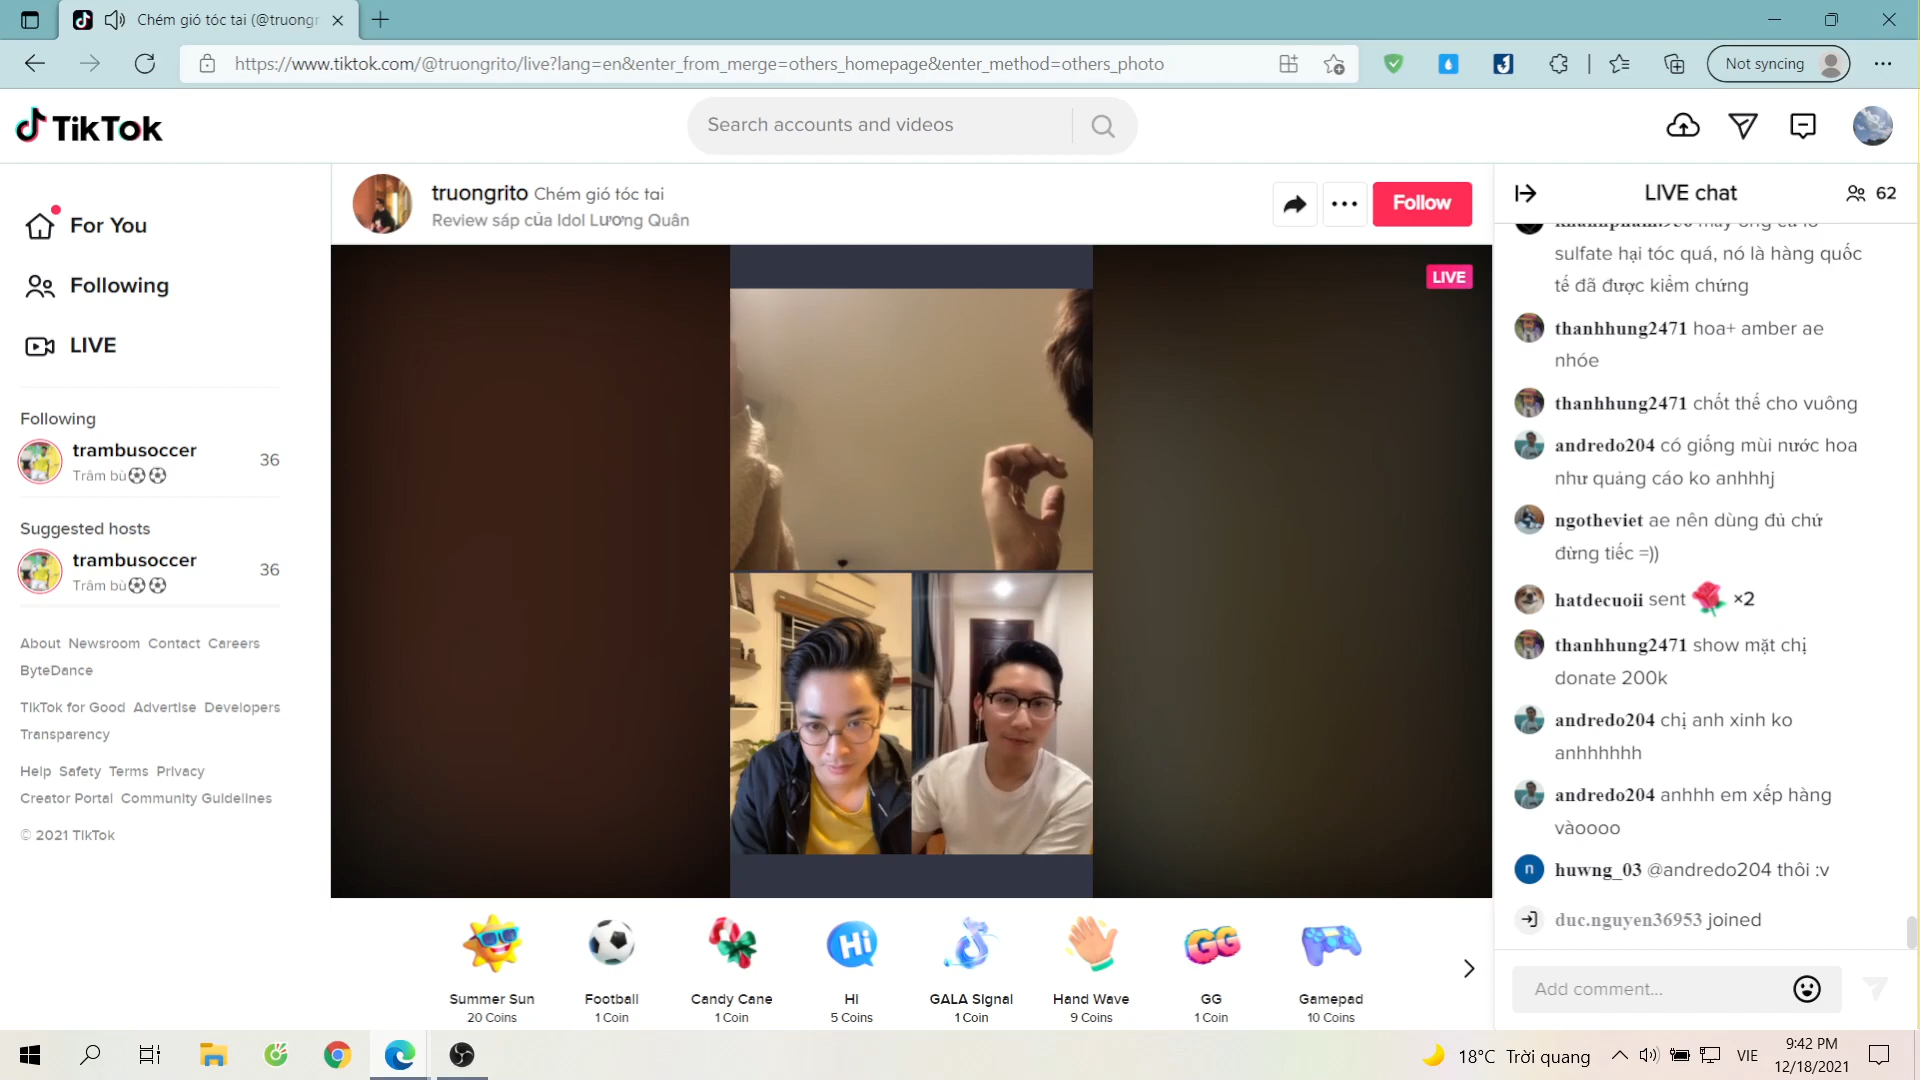 Chém gió tóc tai (@truongr
https://www.tiktok.com/@truongrito/live?lang=en&enter_from_merge=others_homepage&enter_method=others_photo
Not syncing
TikTok
Search accounts and videos
For You
Following
LIVE
Following
trambusoccer
Trâm bù⚽⚽
36
Suggested hosts
trambusoccer
Trâm bù⚽⚽
36
About Newsroom Contact Careers
ByteDance
TikTok for Good Advertise Developers
Transparency
Help Safety Terms Privacy
Creator Portal Community Guidelines
© 2021 TikTok
truongrito Chém gió tóc tai
Review sáp của Idol Lương Quân
Follow
LIVE
Summer Sun
20 Coins
Football
1 Coin
Candy Cane
1 Coin
Hi
HI
5 Coins
GALA Signal
1 Coin
Hand Wave
9 Coins
GG
GG
1 Coin
Gamepad
10 Coins
LIVE chat
62
sulfate hại tóc quá, nó là hàng quốc
tế đã được kiểm chứng
thanhhung2471 hoa+ amber ae
nhóe
thanhhung2471 chốt thế cho vuông
andredo204 có giống mùi nước hoa
như quảng cáo ko anhhhj
ngotheviet ae nên dùng đủ chứ
đừng tiếc =))
hatdecuoii sent 🌹 ×2
thanhhung2471 show mặt chị
donate 200k
andredo204 chị anh xinh ko
anhhhhhh
andredo204 anhhh em xếp hàng
vàoooo
n
huwng_03 @andredo204 thôi :v
duc.nguyen36953 joined
Add comment...
18°C Trời quang
VIE
9:42 PM
12/18/2021